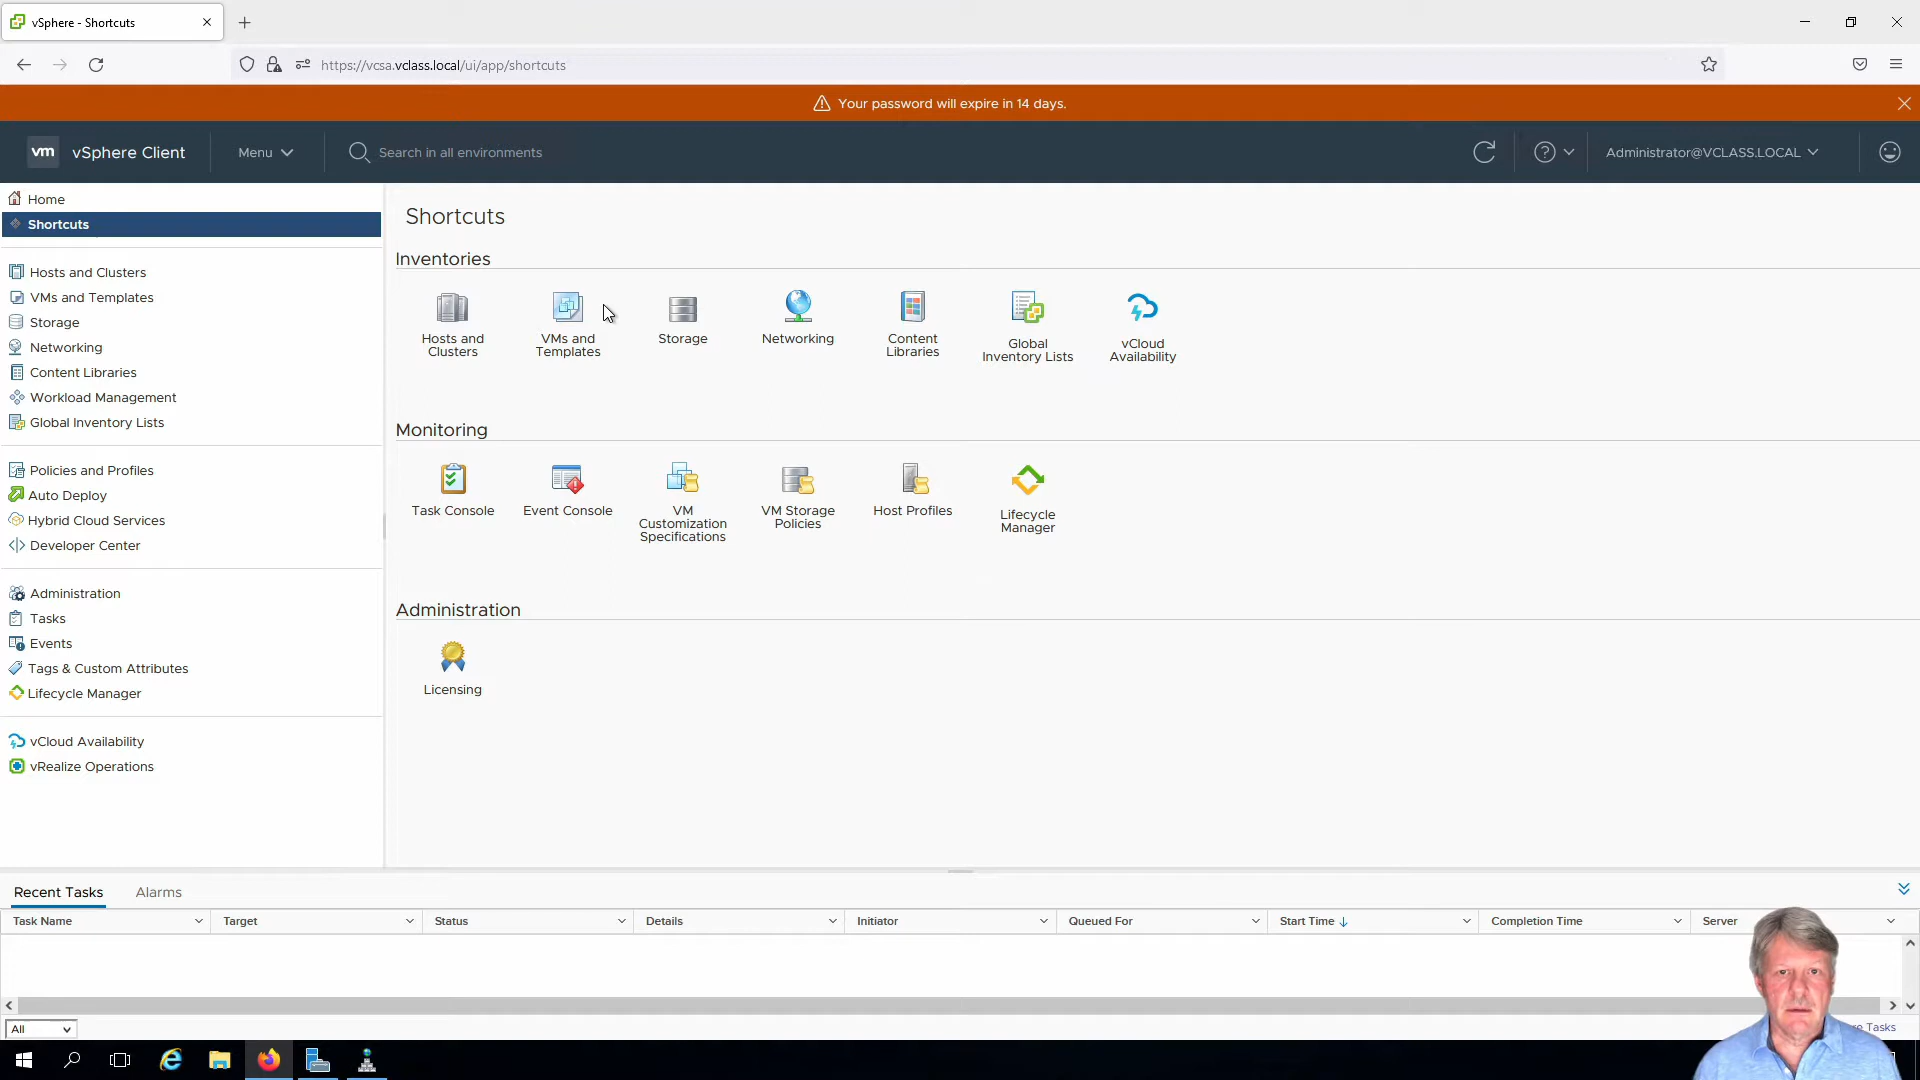 vSphere - Shortcuts
https://vcsa.vclass.local/ui/app/shortcuts
Your password will expire in 14 days.
vm vSphere Client Menu Search in all environments Administrator@VCLASS.LOCAL
Home
Shortcuts
Hosts and Clusters
VMs and Templates
Storage
Networking
Content Libraries
Workload Management
Global Inventory Lists
Policies and Profiles
Auto Deploy
Hybrid Cloud Services
Developer Center
Administration
Tasks
Events
Tags & Custom Attributes
Lifecycle Manager
vCloud Availability
vRealize Operations
Shortcuts
Inventories
Hosts and
Clusters
VMs and
Templates
Storage
Networking
Content
Libraries
Global
Inventory Lists
vCloud
Availability
Monitoring
Task Console
Event Console
VM
Customization
Specifications
VM Storage
Policies
Host Profiles
Lifecycle
Manager
Administration
Licensing
Recent Tasks Alarms
Task Name Target Status Details Initiator Queued For Start Time Completion Time Server
All
Tasks